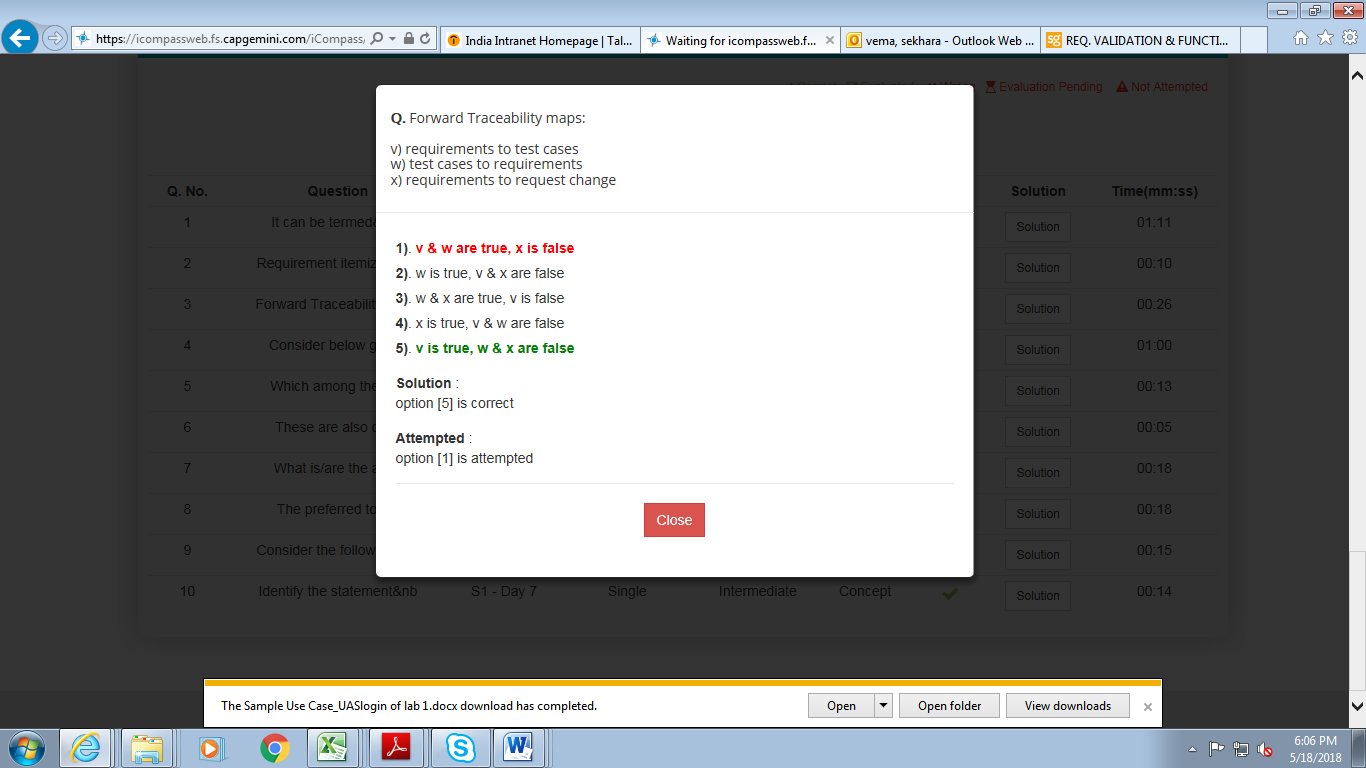 https://icompassweb.fs.capgemini.com/iCompass,
India Intranet Homepage | Tal...
Waiting for icompassweb.f...
vema, sekhara - Outlook Web ...
REQ. VALIDATION & FUNCTI...
Evaluation Pending
Not Attempted
Q. Forward Traceability maps:
v) requirements to test cases
w) test cases to requirements
x) requirements to request change
Q. No. Question Solution Time(mm:ss)
1 It can be termed& Solution 01:11
2 Requirement itemiz Solution 00:10
3 Forward Traceabilit Solution 00:26
4 Consider below g Solution 01:00
5 Which among the Solution 00:13
6 These are also Solution 00:05
7 What is/are the a Solution 00:18
8 The preferred to Solution 00:18
9 Consider the follow Solution 00:15
10 Identify the statement&nb S1 - Day 7 Single Intermediate Concept Solution 00:14
1). v & w are true, x is false
2). w is true, v & x are false
3). w & x are true, v is false
4). x is true, v & w are false
5). v is true, w & x are false
Solution :
option [5] is correct
Attempted :
option [1] is attempted
Close
The Sample Use Case_UASlogin of lab 1.docx download has completed.
Open
Open folder
View downloads
6:06 PM
5/18/2018